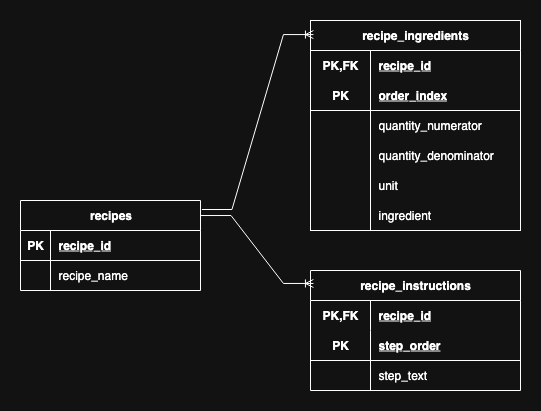 recipe_ingredients
PK,FK recipe_id
PK order_index
quantity_numerator
quantity_denominator
unit
ingredient
recipes
PK recipe_id
recipe_name
recipe_instructions
PK,FK recipe_id
PK step_order
step_text